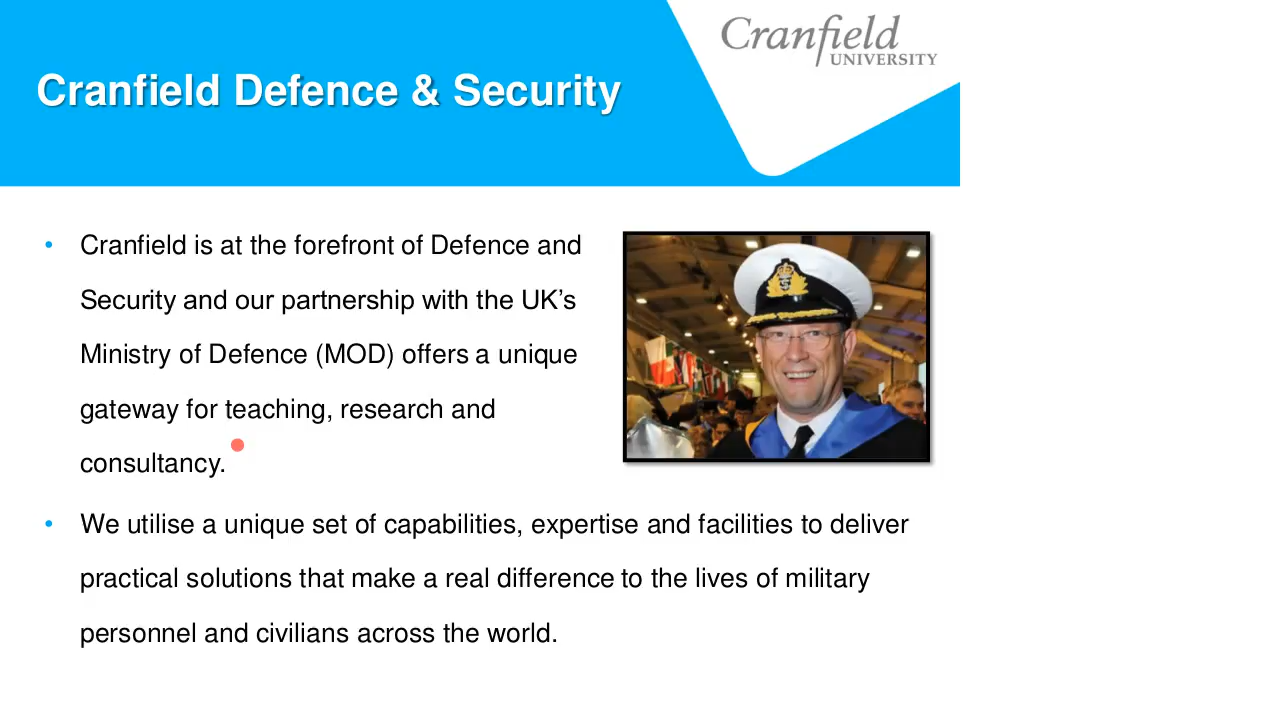 Cranfield
UNIVERSITY
Cranfield Defence & Security
• Cranfield is at the forefront of Defence and
Security and our partnership with the UK’s
Ministry of Defence (MOD) offers a unique
gateway for teaching, research and
consultancy.
• We utilise a unique set of capabilities, expertise and facilities to deliver
practical solutions that make a real difference to the lives of military
personnel and civilians across the world.